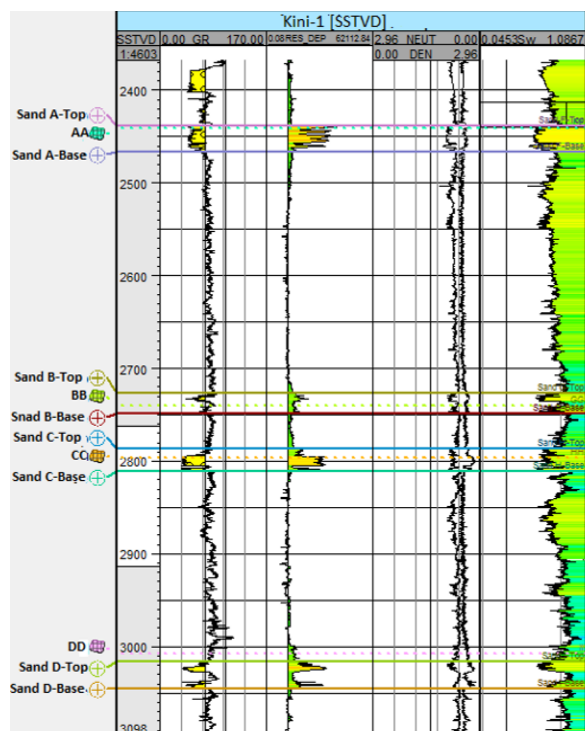 Kini-1 [SSTVD]
SSTVD 0.00 GR 170.00 0.08 RES_DEP 62112.84 2.96 NEUT 0.00 0.0453 Sw 1.0867
1:4603 0.00 DEN 2.96
2400
Sand A-Top
AA
Sand A-Base
2500
2600
2700
Sand B-Top
BB
Snad B-Base
Sand C-Top
CC
2800
Sand C-Base
2900
DD
3000
Sand D-Top
Sand D-Base
3098